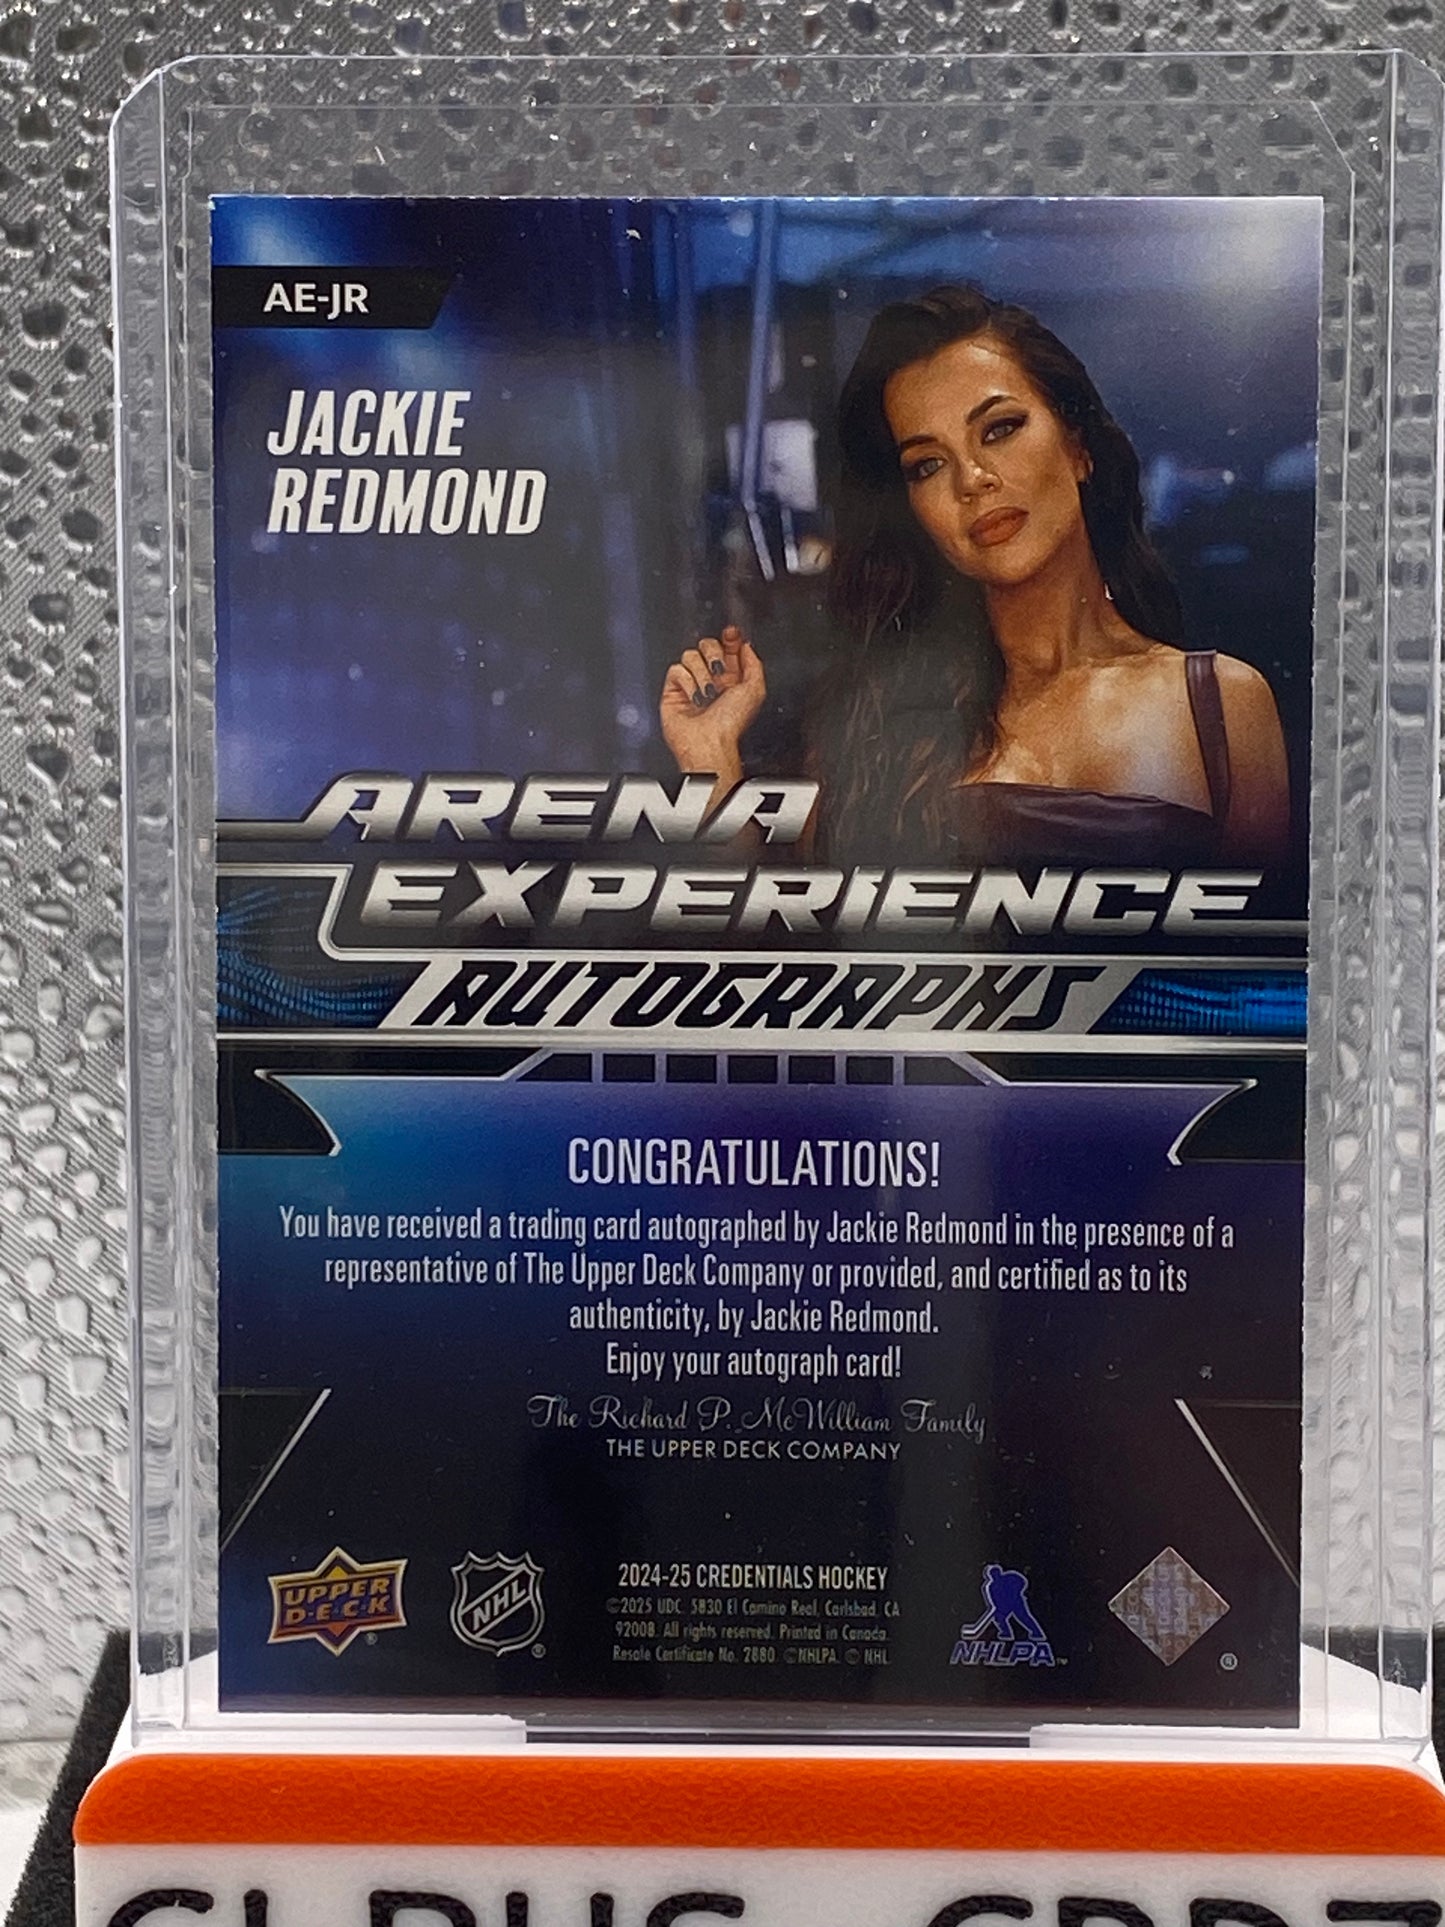 AE-JR
JACKIE
REDMOND
ARENA
EXPERIENCE
AUTOGRAPHS
CONGRATULATIONS!
You have received a trading card autographed by Jackie Redmond in the presence of a
representative of The Upper Deck Company or provided, and certified as to its
authenticity, by Jackie Redmond.
Enjoy your autograph card!
The Richard P. McWilliam Family
THE UPPER DECK COMPANY
UPPER
D·E·C·K
®
NHL
®
2024-25 CREDENTIALS HOCKEY
©2025 UDC. 5830 El Camino Real, Carlsbad, CA
92008. All rights reserved. Printed in Canada.
Resale Certificate No. 2880. ©NHLPA. © NHL
NHLPA™
®